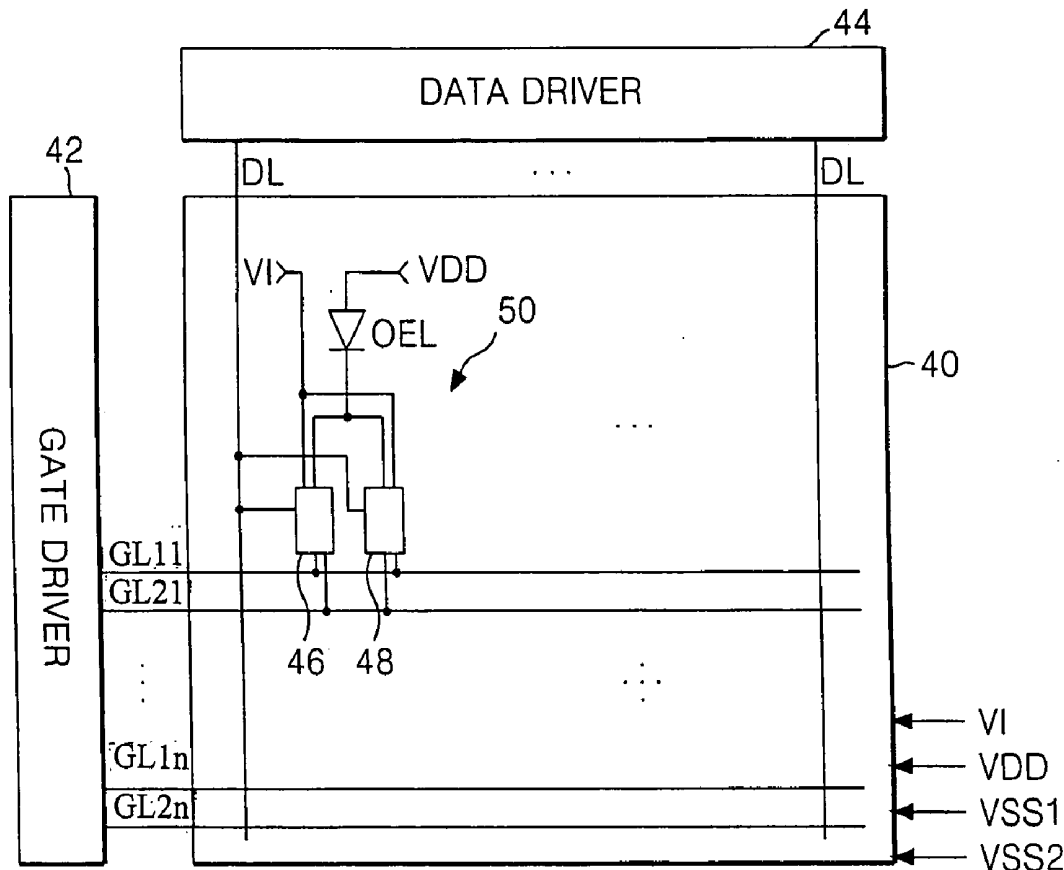 44
DATA DRIVER
42
DL ... DL
VI VDD
50
OEL
40
...
GATE DRIVER
GL11
GL21
46 48
VI
GL1n
VDD
GL2n
VSS1
VSS2